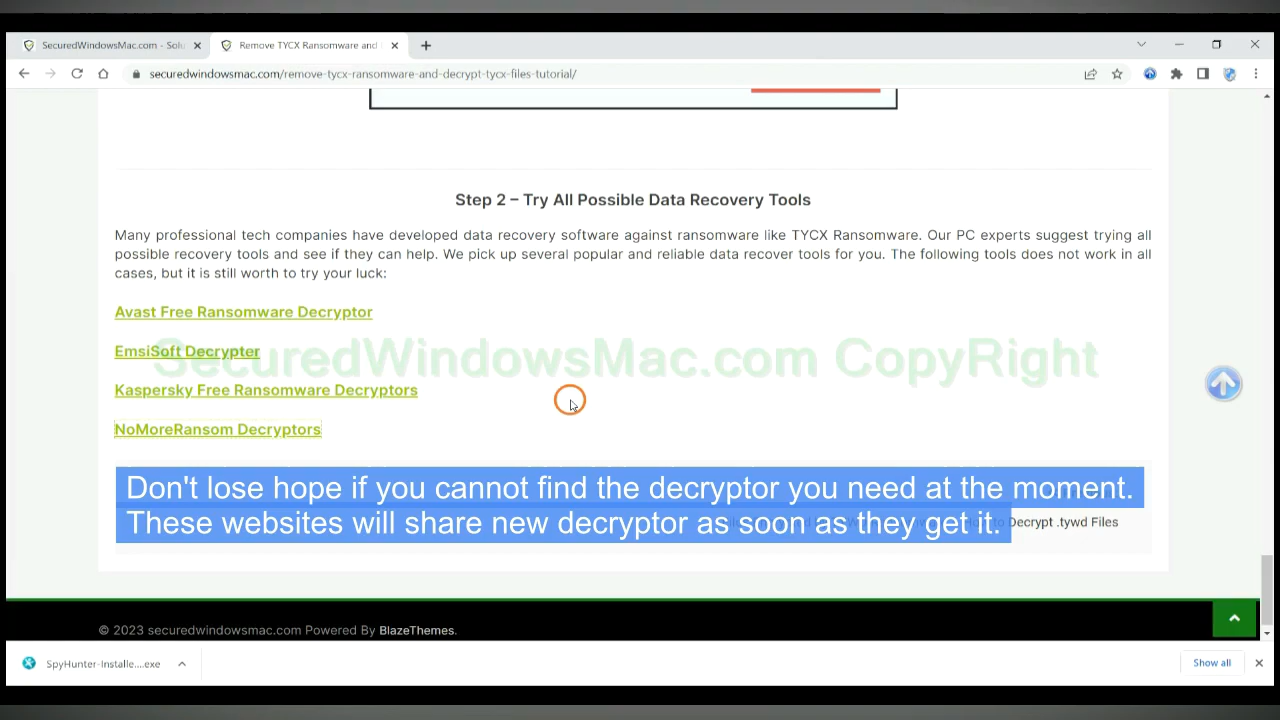 SecuredWindowsMac.com - Solu
Remove TYCX Ransomware and
securedwindowsmac.com/remove-tycx-ransomware-and-decrypt-tycx-files-tutorial/
Step 2 – Try All Possible Data Recovery Tools
Many professional tech companies have developed data recovery software against ransomware like TYCX Ransomware. Our PC experts suggest trying all
possible recovery tools and see if they can help. We pick up several popular and reliable data recover tools for you. The following tools does not work in all
cases, but it is still worth to try your luck:
Avast Free Ransomware Decryptor
EmsiSoft Decrypter
SecuredWindowsMac.com CopyRight
Kaspersky Free Ransomware Decryptors
NoMoreRansom Decryptors
Don't lose hope if you cannot find the decryptor you need at the moment.
These websites will share new decryptor as soon as they get it.
to Decrypt .tywd Files
© 2023 securedwindowsmac.com Powered By BlazeThemes.
SpyHunter-Installe....exe
Show all